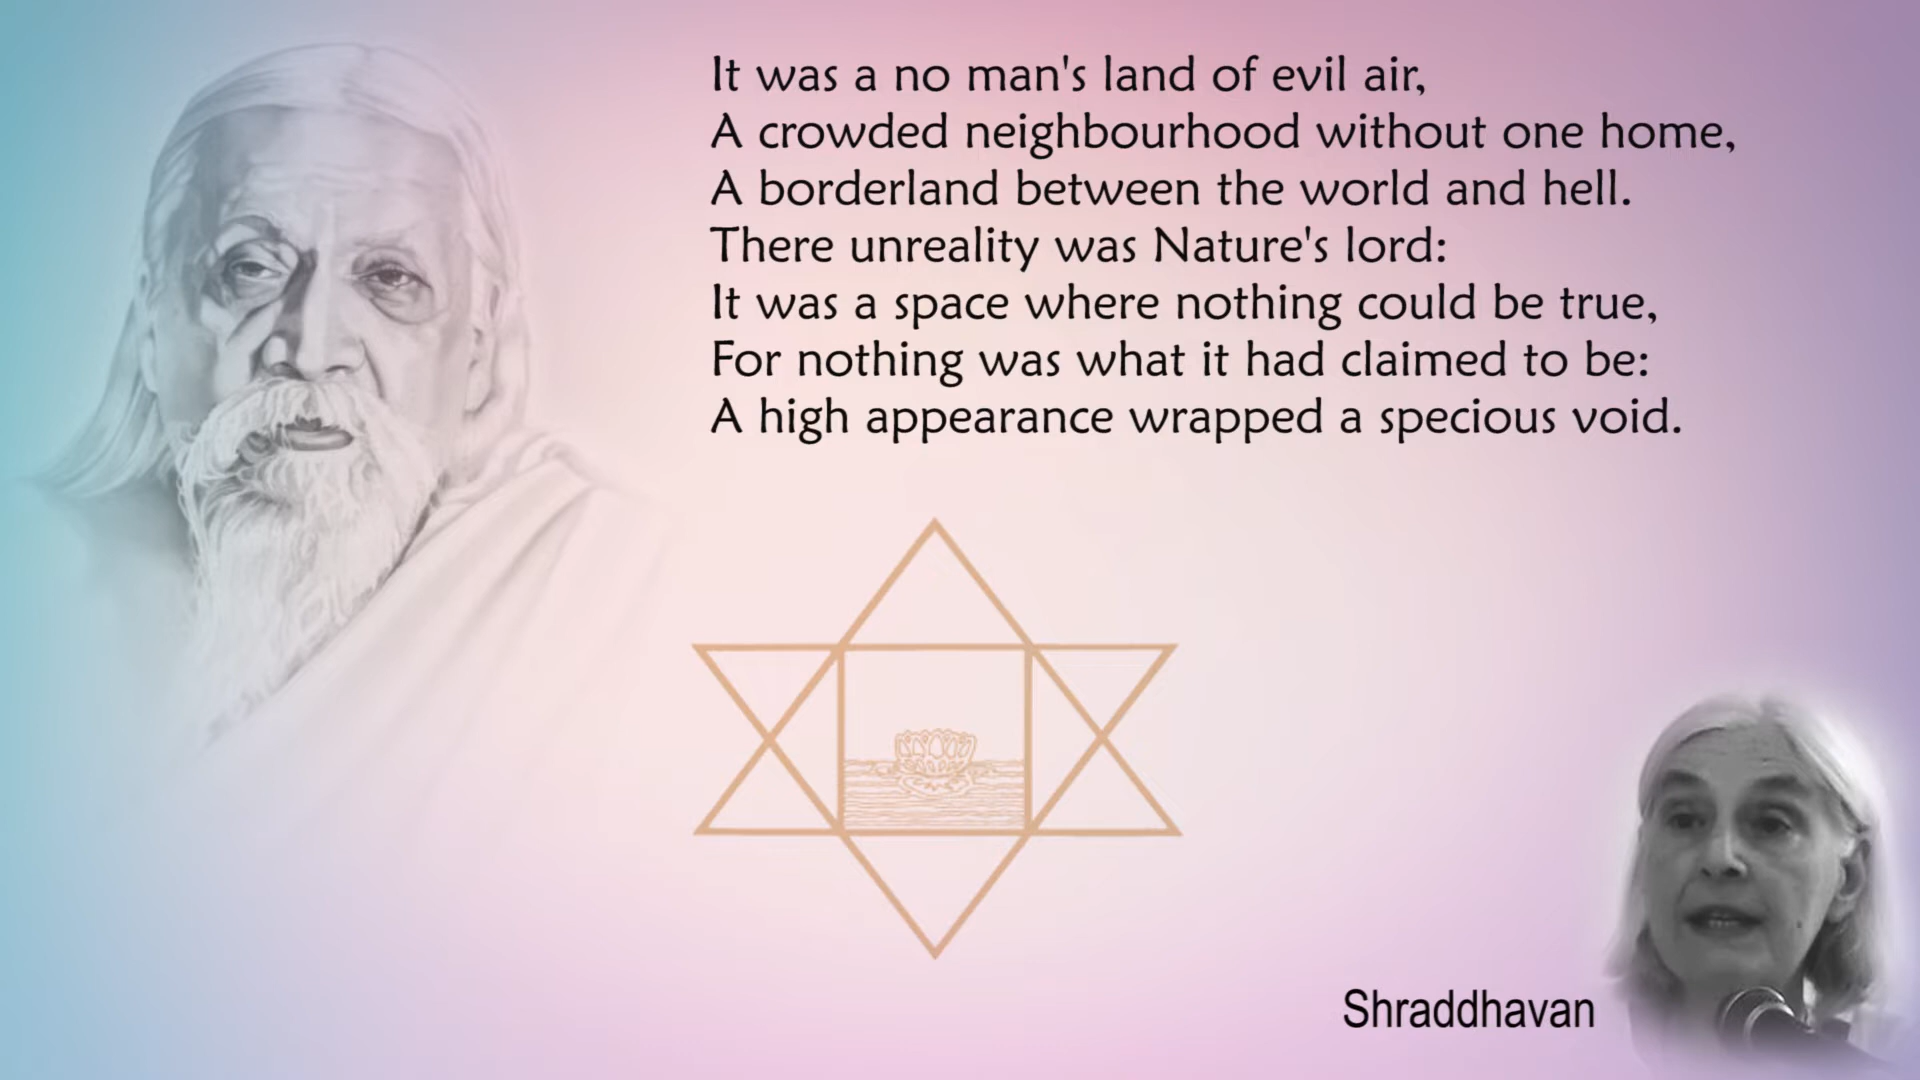 It was a no man's land of evil air,
A crowded neighbourhood without one home,
A borderland between the world and hell.
There unreality was Nature's lord:
It was a space where nothing could be true,
For nothing was what it had claimed to be:
A high appearance wrapped a specious void.
Shraddhavan